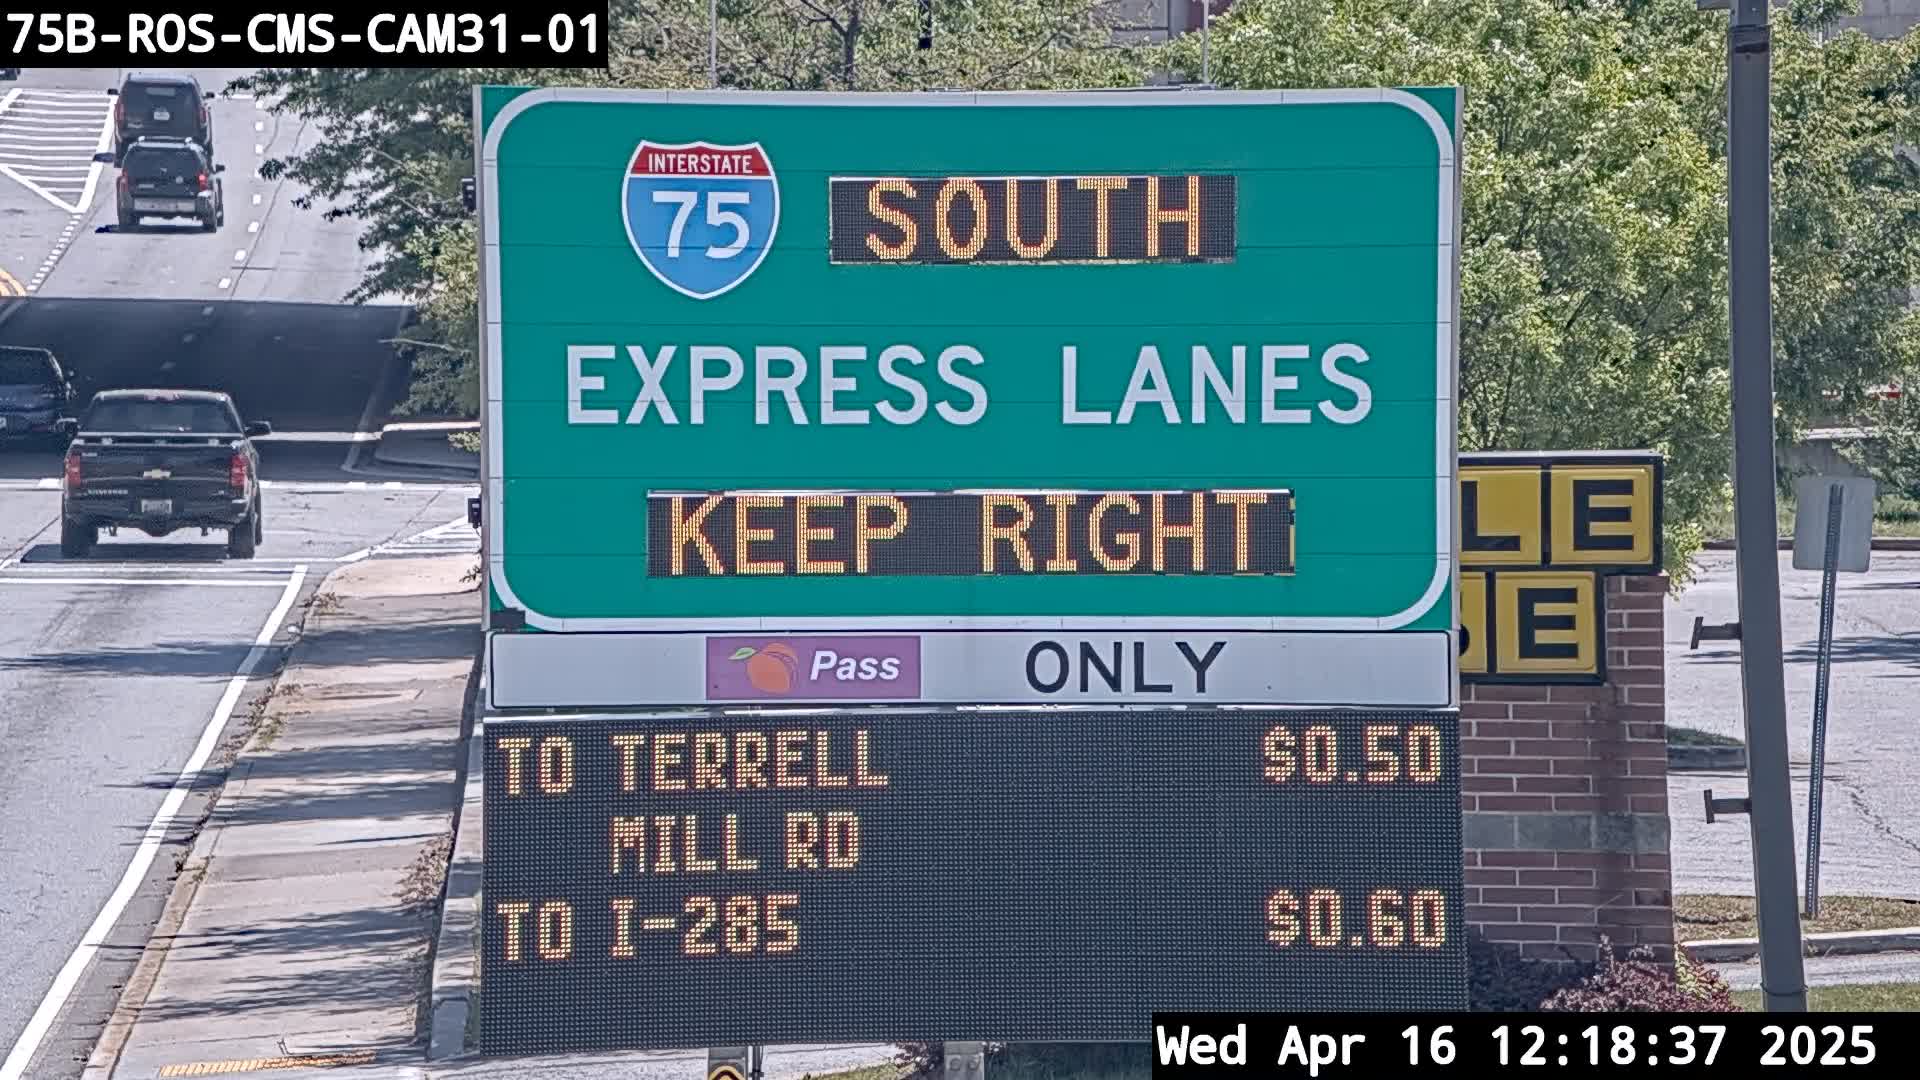 75B-ROS-CMS-CAM31-01
INTERSTATE
75
SOUTH
EXPRESS LANES
KEEP RIGHT
Pass ONLY
TO TERRELL $0.50
MILL RD
TO I-285 $0.60
LE
E
Wed Apr 16 12:18:37 2025